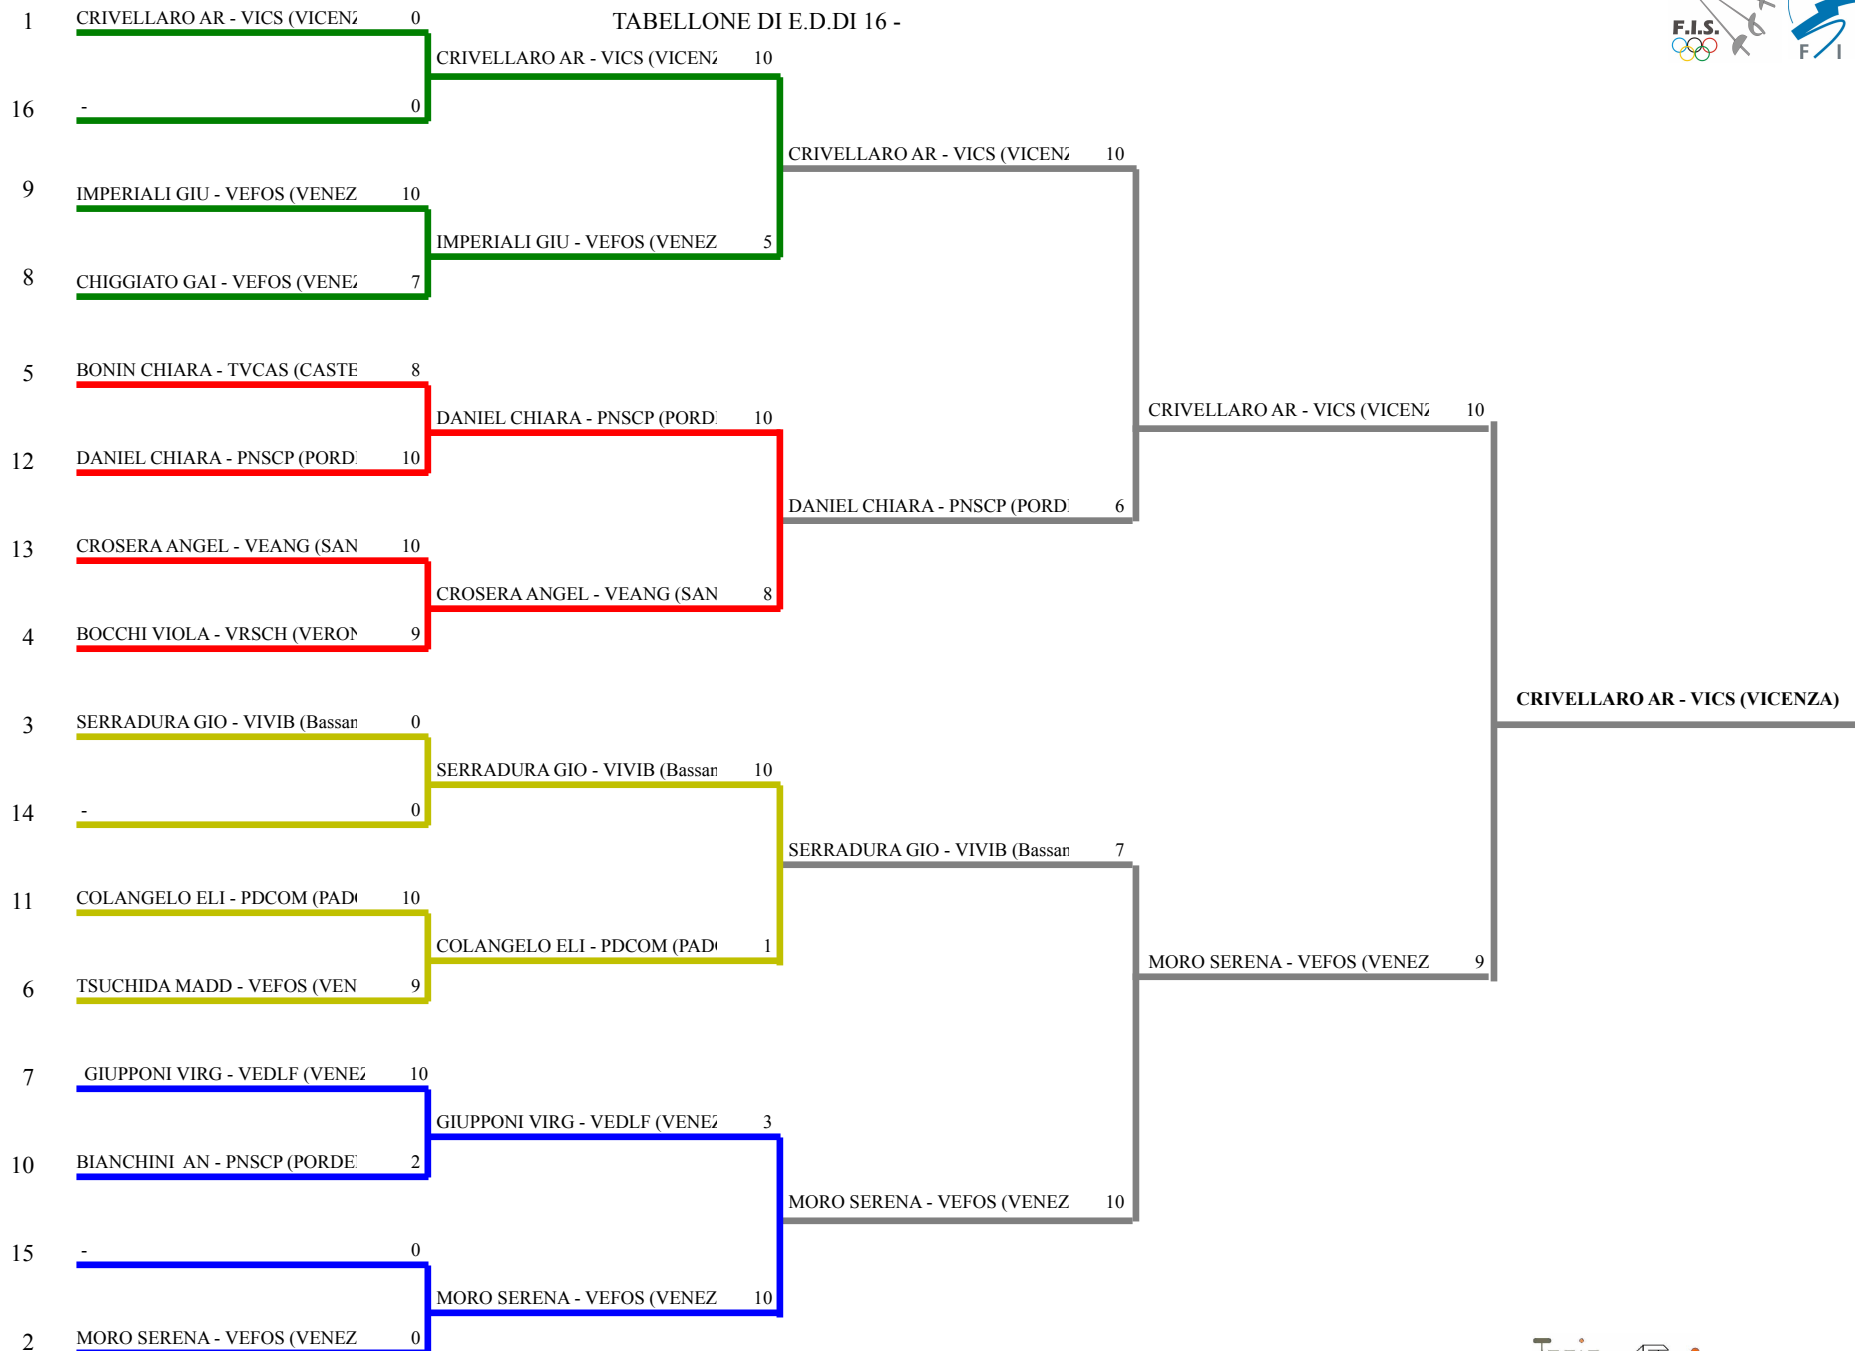 TABELLONE DI E.D.DI 16 -
F.I.S.
F I
1 CRIVELLARO AR - VICS (VICENZ 0
CRIVELLARO AR - VICS (VICENZ 10
16 - 0
CRIVELLARO AR - VICS (VICENZ 10
9 IMPERIALI GIU - VEFOS (VENEZ 10
IMPERIALI GIU - VEFOS (VENEZ 5
8 CHIGGIATO GAI - VEFOS (VENEZ 7
5 BONIN CHIARA - TVCAS (CASTE 8
CRIVELLARO AR - VICS (VICENZ 10
DANIEL CHIARA - PNSCP (PORD 10
12 DANIEL CHIARA - PNSCP (PORD 10
DANIEL CHIARA - PNSCP (PORD 6
13 CROSERA ANGEL - VEANG (SAN 10
CROSERA ANGEL - VEANG (SAN 8
4 BOCCHI VIOLA - VRSCH (VERON 9
CRIVELLARO AR - VICS (VICENZA)
3 SERRADURA GIO - VIVIB (Bassan 0
SERRADURA GIO - VIVIB (Bassan 10
14 - 0
SERRADURA GIO - VIVIB (Bassan 7
11 COLANGELO ELI - PDCOM (PAD 10
COLANGELO ELI - PDCOM (PAD 1
MORO SERENA - VEFOS (VENEZ 9
6 TSUCHIDA MADD - VEFOS (VEN 9
7 GIUPPONI VIRG - VEDLF (VENEZ 10
GIUPPONI VIRG - VEDLF (VENEZ 3
10 BIANCHINI AN - PNSCP (PORDE 2
MORO SERENA - VEFOS (VENEZ 10
15 - 0
MORO SERENA - VEFOS (VENEZ 10
2 MORO SERENA - VEFOS (VENEZ 0